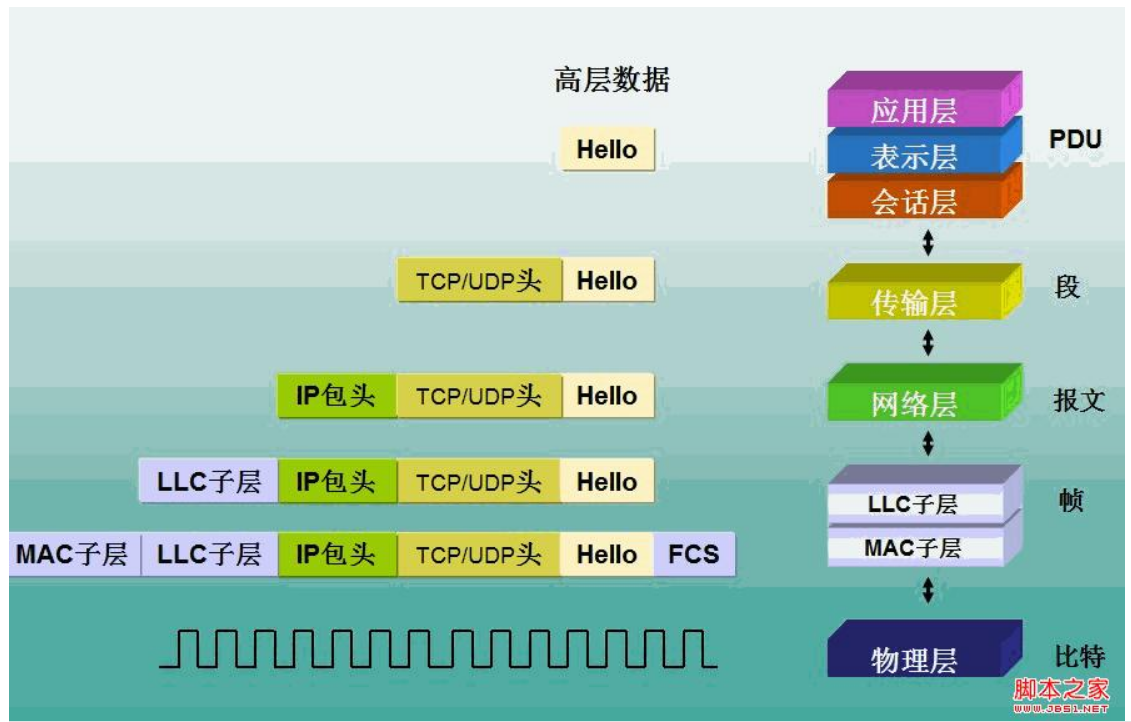 高层数据
应用层
PDU
Hello
表示层
会话层
TCP/UDP头 Hello
传输层
段
IP包头 TCP/UDP头 Hello
网络层
报文
LLC子层 IP包头 TCP/UDP头 Hello
LLC子层
帧
MAC子层 LLC子层 IP包头 TCP/UDP头 Hello FCS
MAC子层
物理层
比特
脚本之家
WWW.JB51.NET